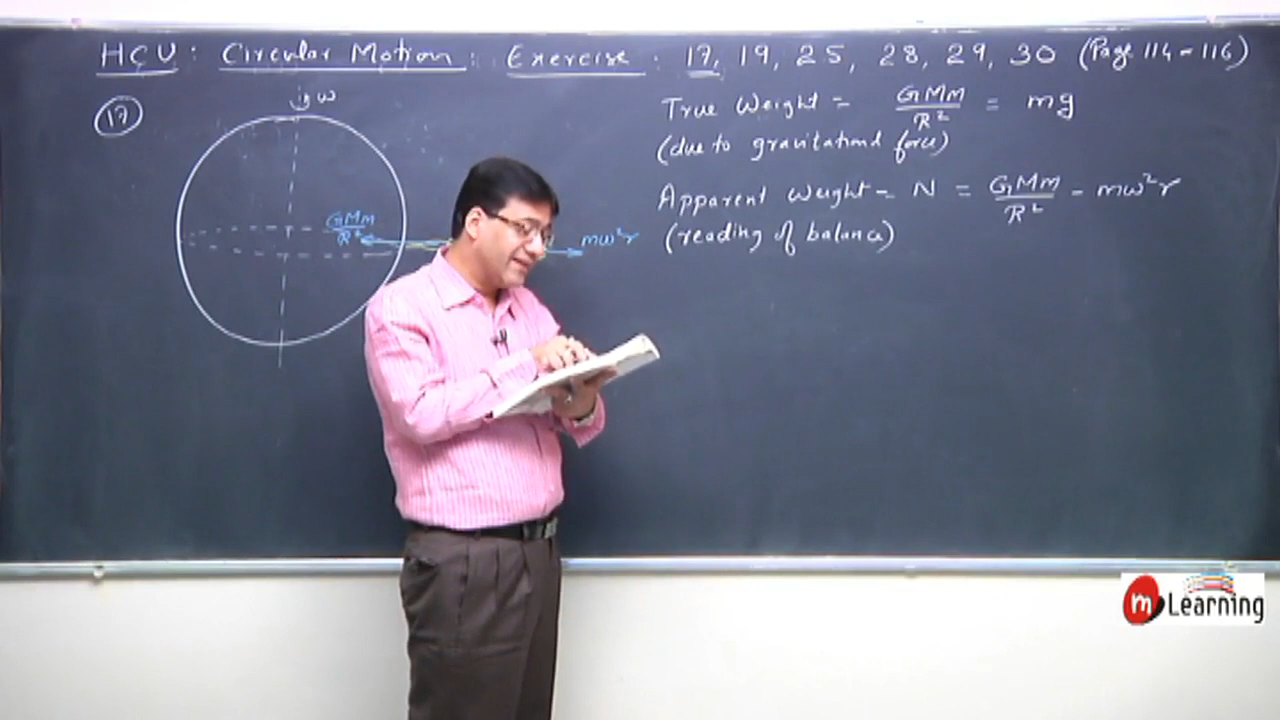 HCV : Circular Motion : Exercise : 17, 19, 25, 28, 29, 30 (Page 114 - 116)
17
ω
GMm/R²
mω²r
True Weight = GMm/R² = mg
(due to gravitational force)
Apparent Weight = N = GMm/R² - mω²r
(reading of balance)
m Learning